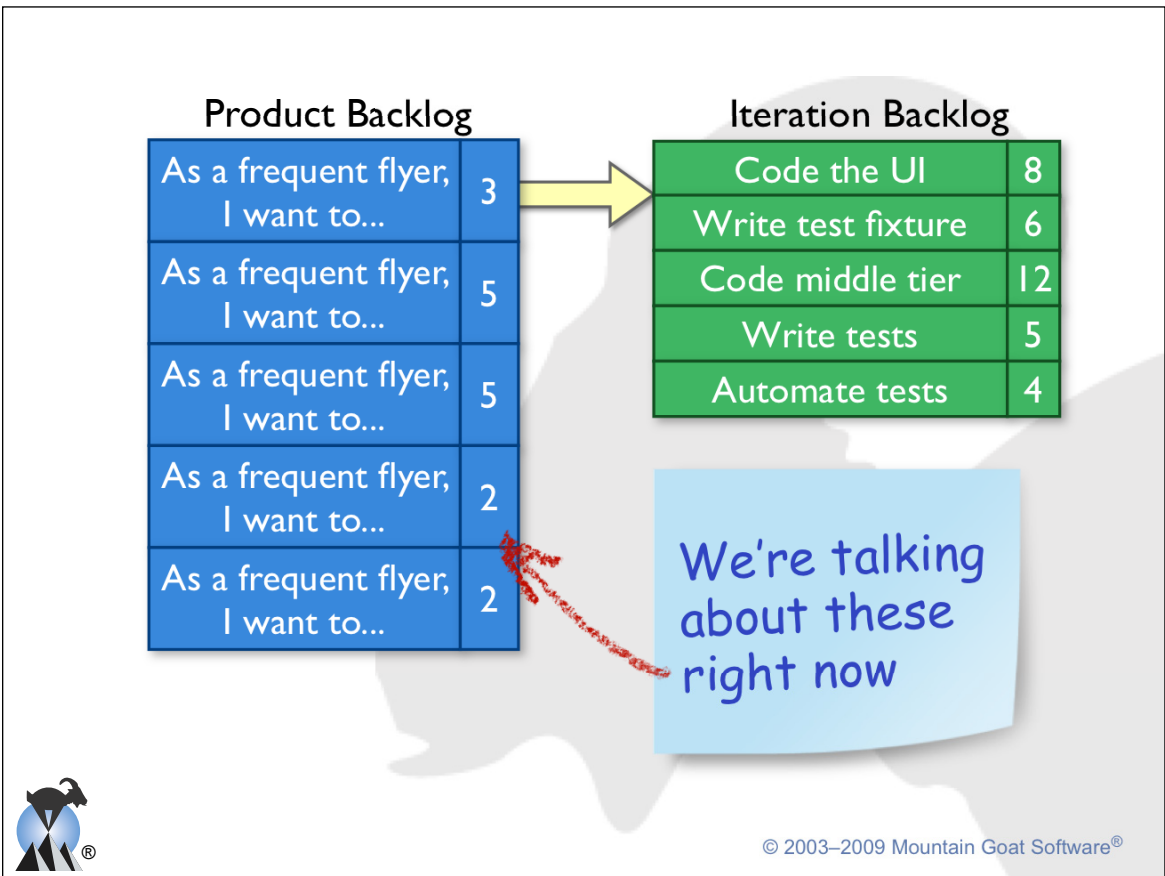 Product Backlog
As a frequent flyer,
I want to...
3
As a frequent flyer,
I want to...
5
As a frequent flyer,
I want to...
5
As a frequent flyer,
I want to...
2
As a frequent flyer,
I want to...
2
Iteration Backlog
Code the UI 8
Write test fixture 6
Code middle tier 12
Write tests 5
Automate tests 4
We're talking
about these
right now
®
© 2003–2009 Mountain Goat Software®